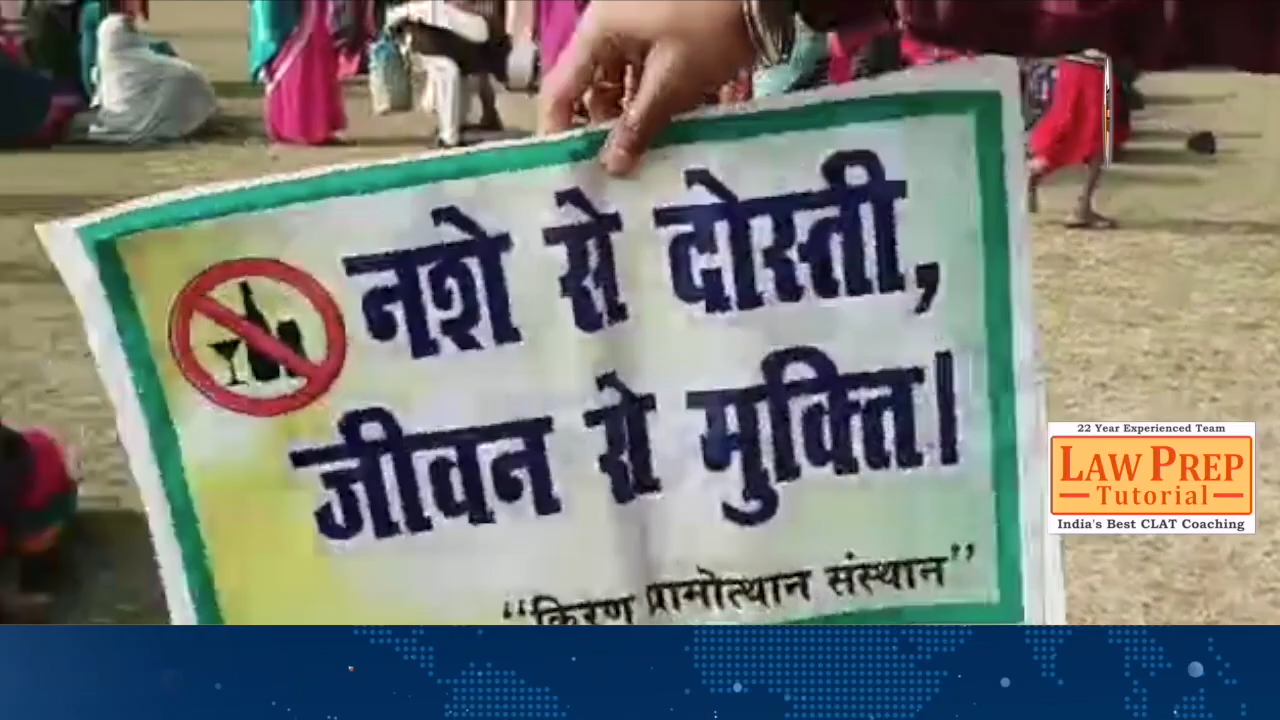 नशे से दोस्ती,
जीवन से मुक्ति।
“किरण ग्रामोत्थान संस्थान”
22 Year Experienced Team
LAW PREP
Tutorial
India's Best CLAT Coaching